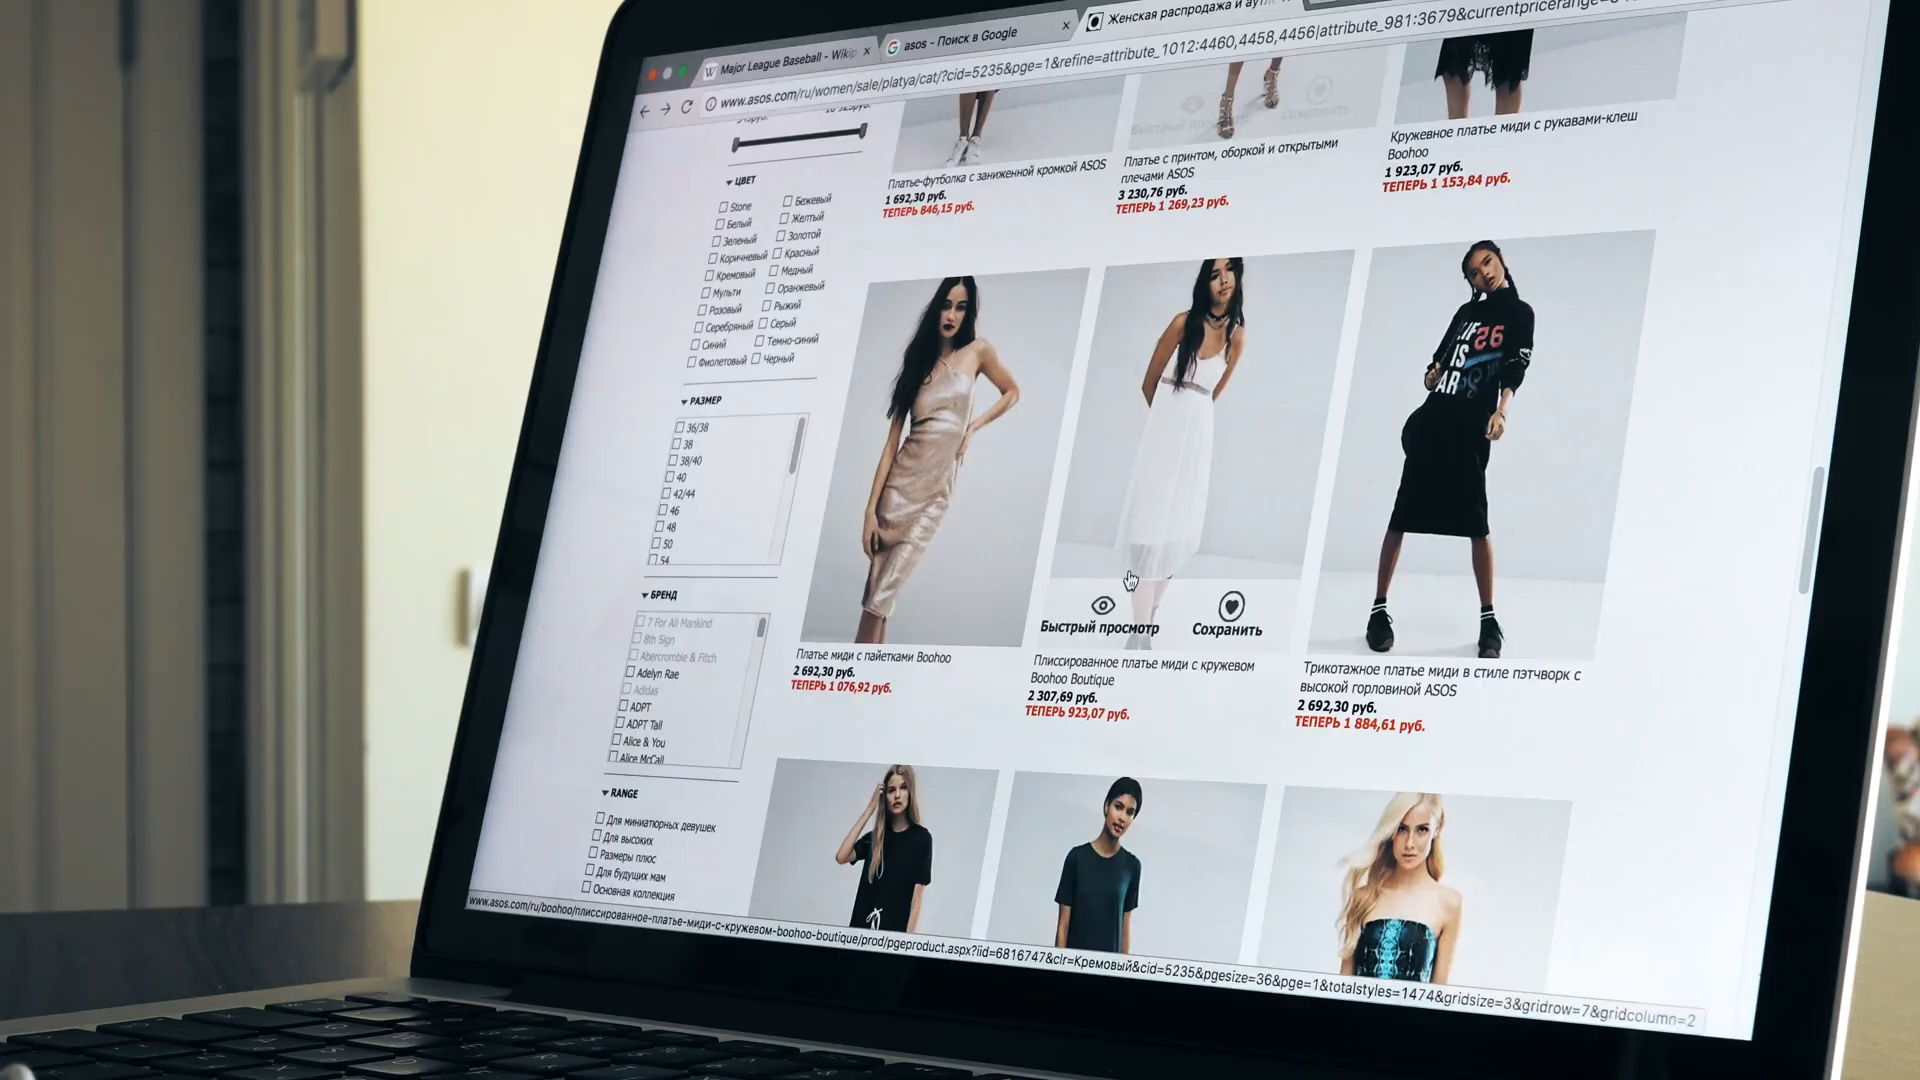 Major League Baseball - Wikip
asos - Поиск в Google
Женская распродажа и аутл
www.asos.com/ru/women/sale/platya/cat/?cid=5235&pge=1&refine=attribute_1012:4460,4458,4456|attribute_981:3679&currentpricerange=
ЦВЕТ
Stone
Бежевый
Белый
Желтый
Зеленый
Золотой
Коричневый
Красный
Кремовый
Медный
Мульти
Оранжевый
Розовый
Рыжий
Серебряный
Серый
Синий
Темно-синий
Фиолетовый
Черный
РАЗМЕР
36/38
38
38/40
40
42/44
46
48
50
54
БРЕНД
7 For All Mankind
8th Sign
Abercrombie & Fitch
Adelyn Rae
Adidas
ADPT
ADPT Tall
Alice & You
Alice McCall
RANGE
Для миниатюрных девушек
Для высоких
Размеры плюс
Для будущих мам
Основная коллекция
Быстрый просмотр
Сохранить
Платье-футболка с заниженной кромкой ASOS
1 692,30 руб.
ТЕПЕРЬ 846,15 руб.
Платье с принтом, оборкой и открытыми
плечами ASOS
3 230,76 руб.
ТЕПЕРЬ 1 269,23 руб.
Кружевное платье миди с рукавами-клеш
Boohoo
1 923,07 руб.
ТЕПЕРЬ 1 153,84 руб.
LIFE 26
IS
Быстрый просмотр
Сохранить
Платье миди с пайетками Boohoo
2 692,30 руб.
ТЕПЕРЬ 1 076,92 руб.
Плиссированное платье миди с кружевом
Boohoo Boutique
2 307,69 руб.
ТЕПЕРЬ 923,07 руб.
Трикотажное платье миди в стиле пэтчворк с
высокой горловиной ASOS
2 692,30 руб.
ТЕПЕРЬ 1 884,61 руб.
www.asos.com/ru/boohoo/плиссированное-платье-миди-с-кружевом-boohoo-boutique/prod/pgeproduct.aspx?iid=6816747&clr=Кремовый&cid=5235&pgesize=36&pge=1&totalstyles=1474&gridsize=3&gridrow=7&gridcolumn=2